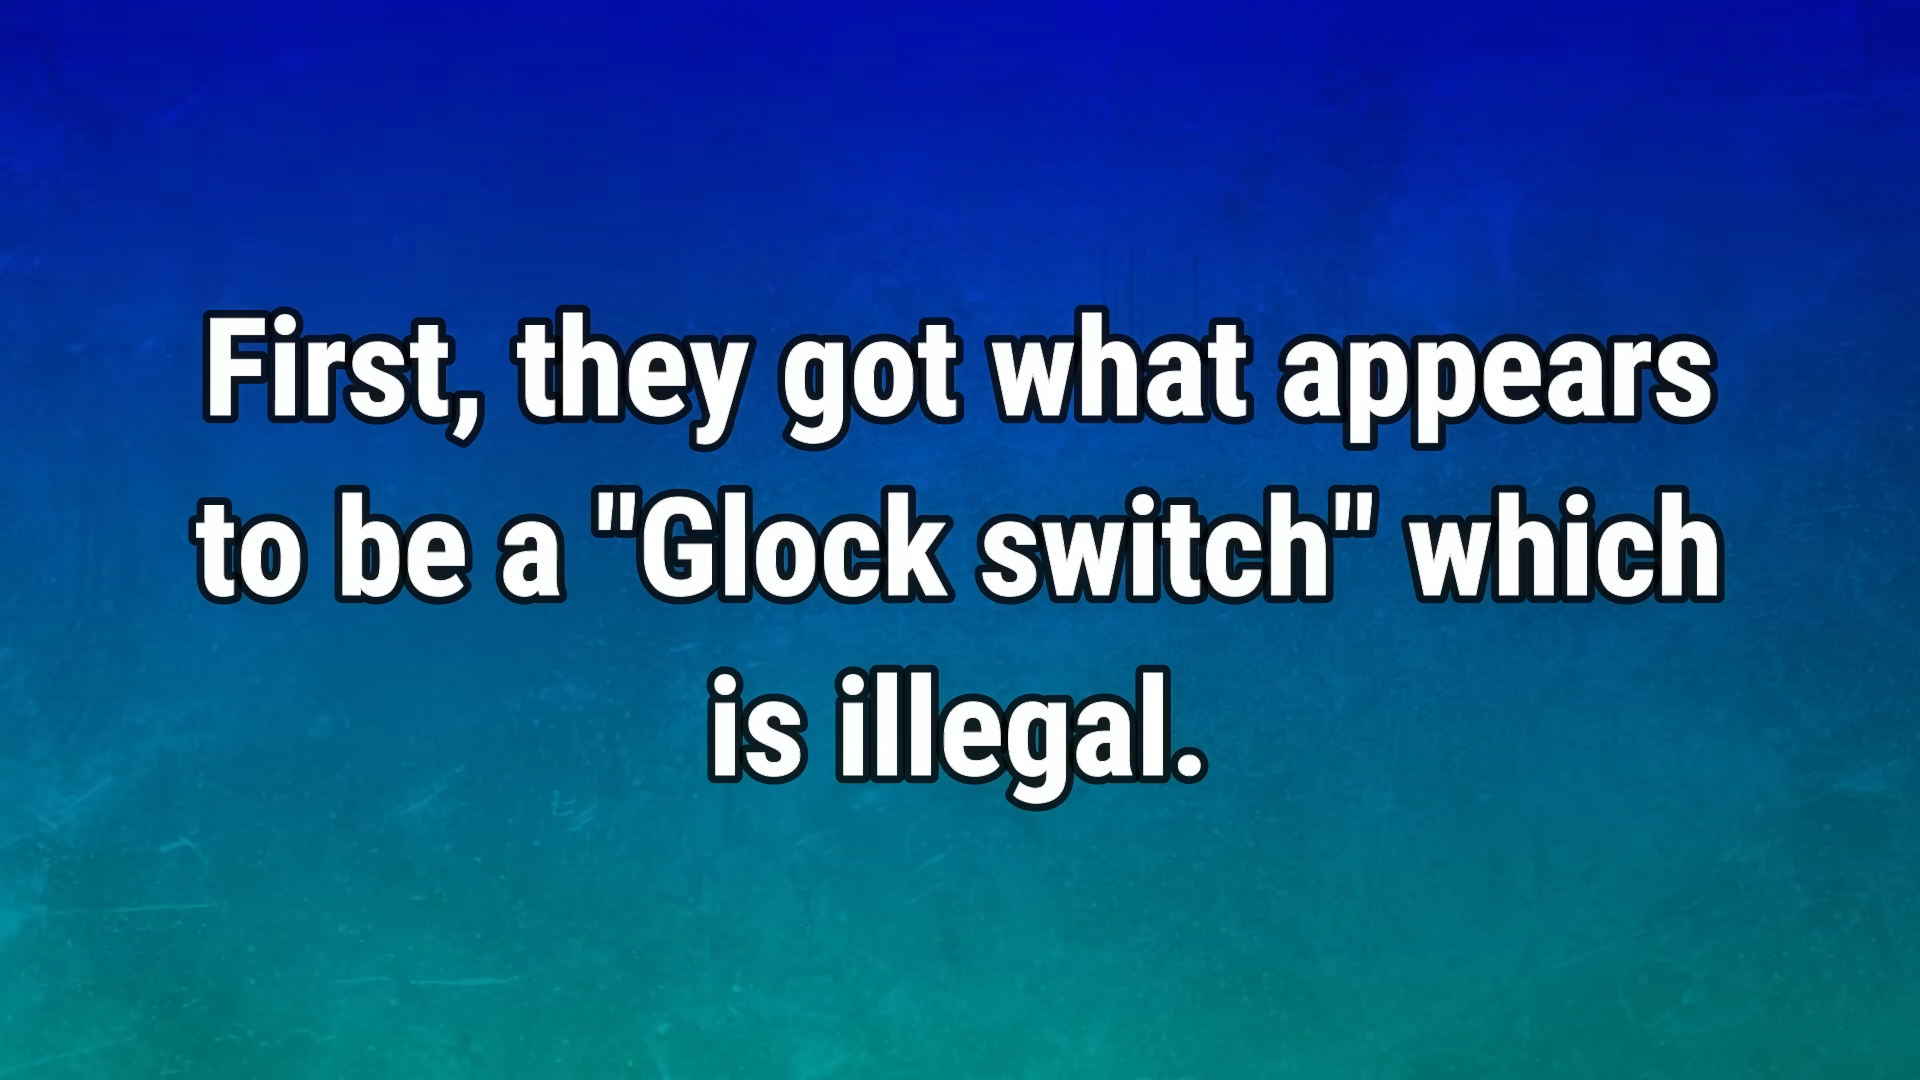 First, they got what appears
to be a "Glock switch" which
is illegal.